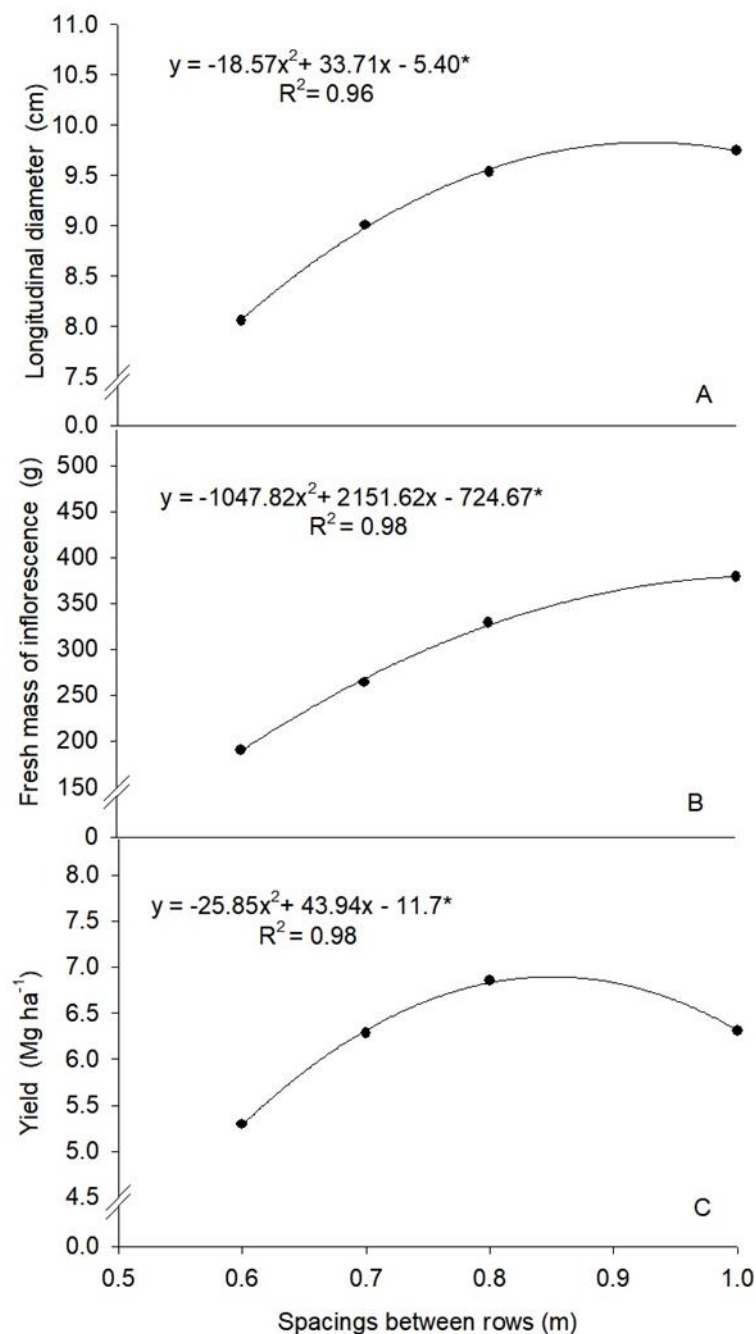 11.0
y = -18.57x²+ 33.71x - 5.40*
R²= 0.96
10.5
10.0
9.5
9.0
8.5
8.0
7.5
0.0
Longitudinal diameter (cm)
A
500
y = -1047.82x²+ 2151.62x - 724.67*
R² = 0.98
450
400
350
300
250
200
150
0
Fresh mass of inflorescence (g)
B
8.0
y = -25.85x²+ 43.94x - 11.7*
R² = 0.98
7.5
7.0
6.5
6.0
5.5
5.0
4.5
0.0
Yield (Mg ha⁻¹)
C
0.5 0.6 0.7 0.8 0.9 1.0
Spacings between rows (m)